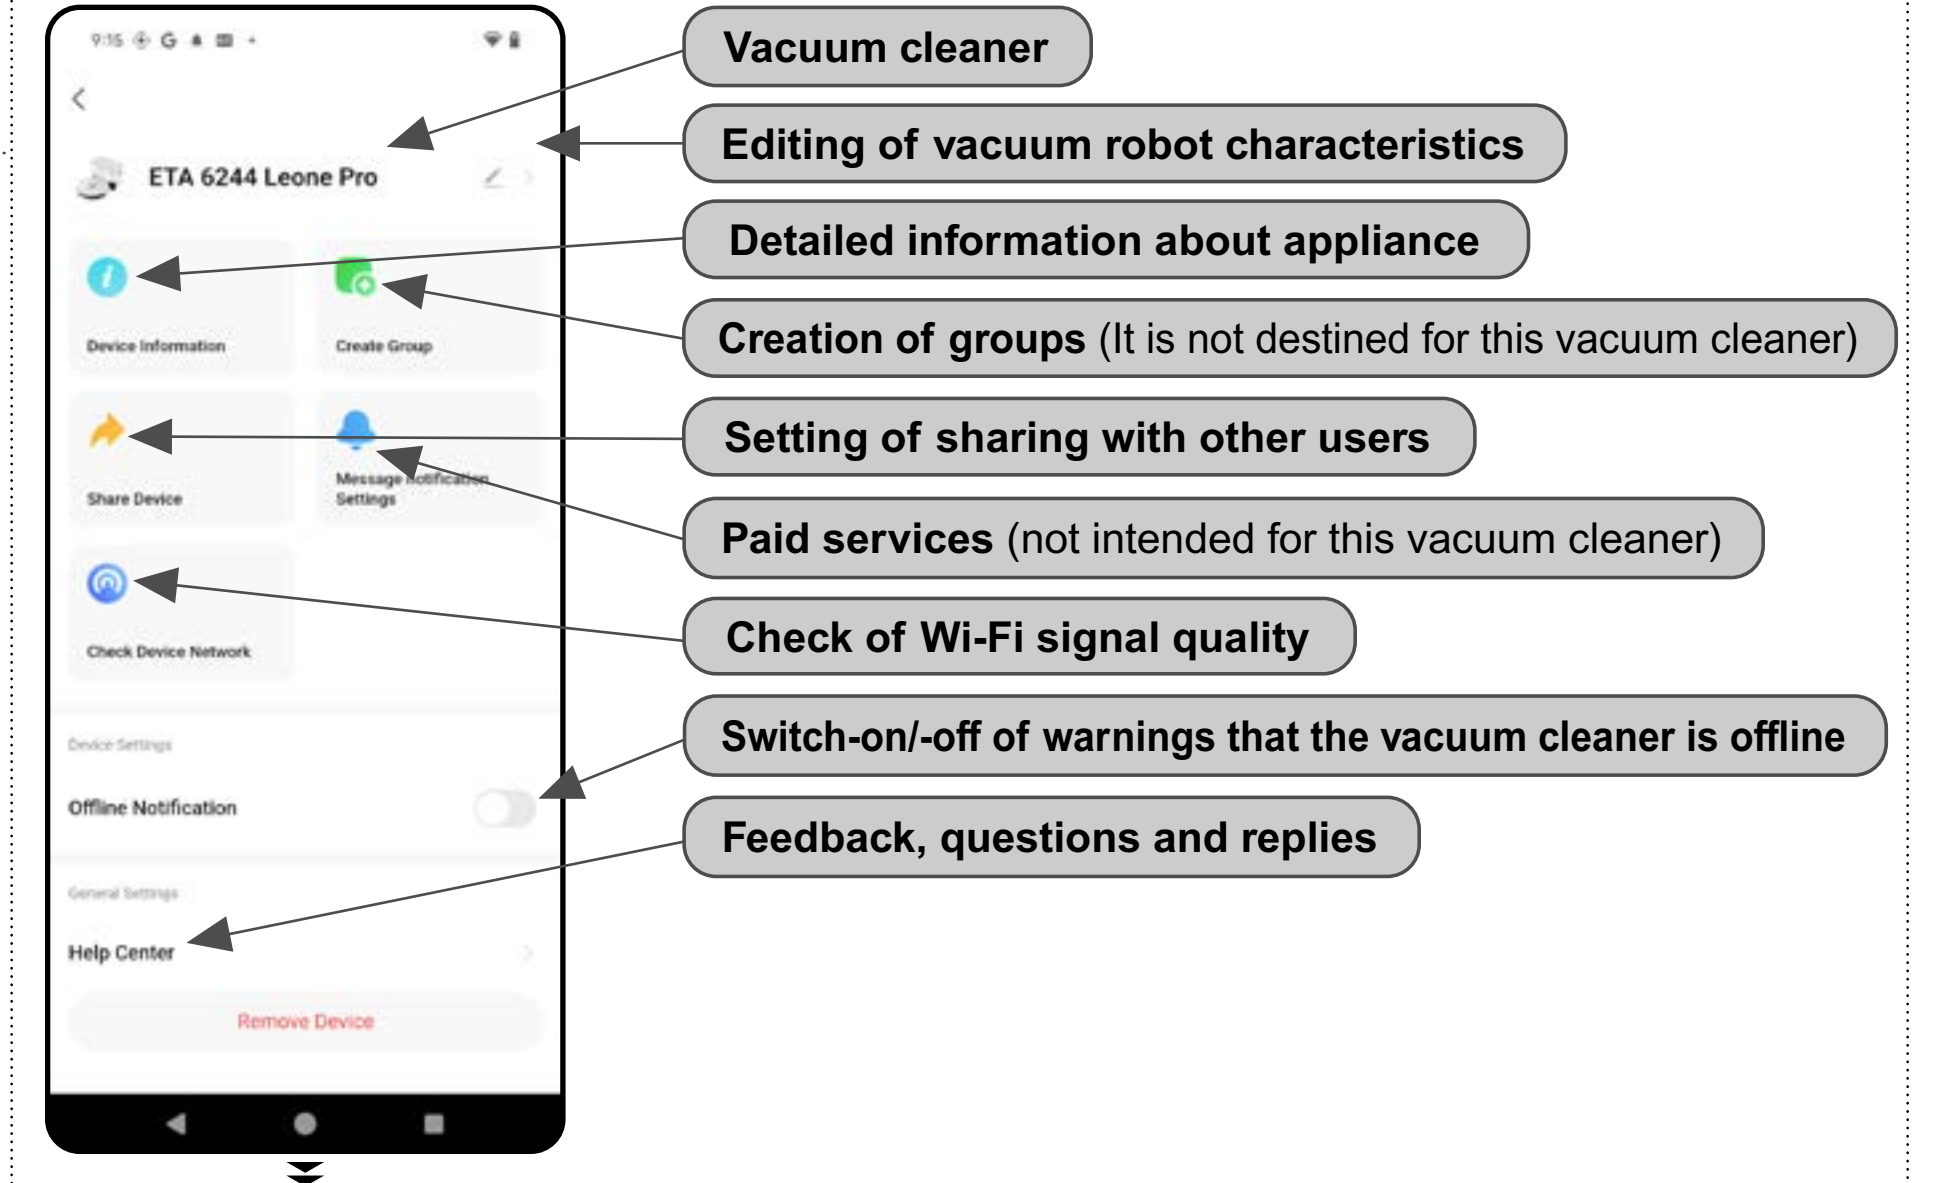 9:15 G
Vacuum cleaner
Editing of vacuum robot characteristics
ETA 6244 Leone Pro
Detailed information about appliance
Device Information
Create Group
Creation of groups (It is not destined for this vacuum cleaner)
Setting of sharing with other users
Share Device
Message notification
Settings
Paid services (not intended for this vacuum cleaner)
Check of Wi-Fi signal quality
Check Device Network
Switch-on/-off of warnings that the vacuum cleaner is offline
Device Settings
Offline Notification
Feedback, questions and replies
General Settings
Help Center
Remove Device